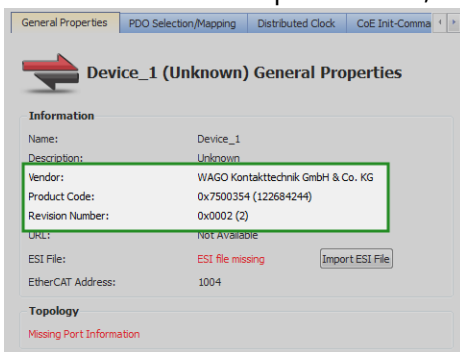 General Properties PDO Selection/Mapping Distributed Clock CoE Init-Comma
Device_1 (Unknown) General Properties
Information
Name: Device_1
Description: Unknown
Vendor: WAGO Kontakttechnik GmbH & Co. KG
Product Code: 0x7500354 (122684244)
Revision Number: 0x0002 (2)
URL: Not Available
ESI File: ESI file missing Import ESI File
EtherCAT Address: 1004
Topology
Missing Port Information